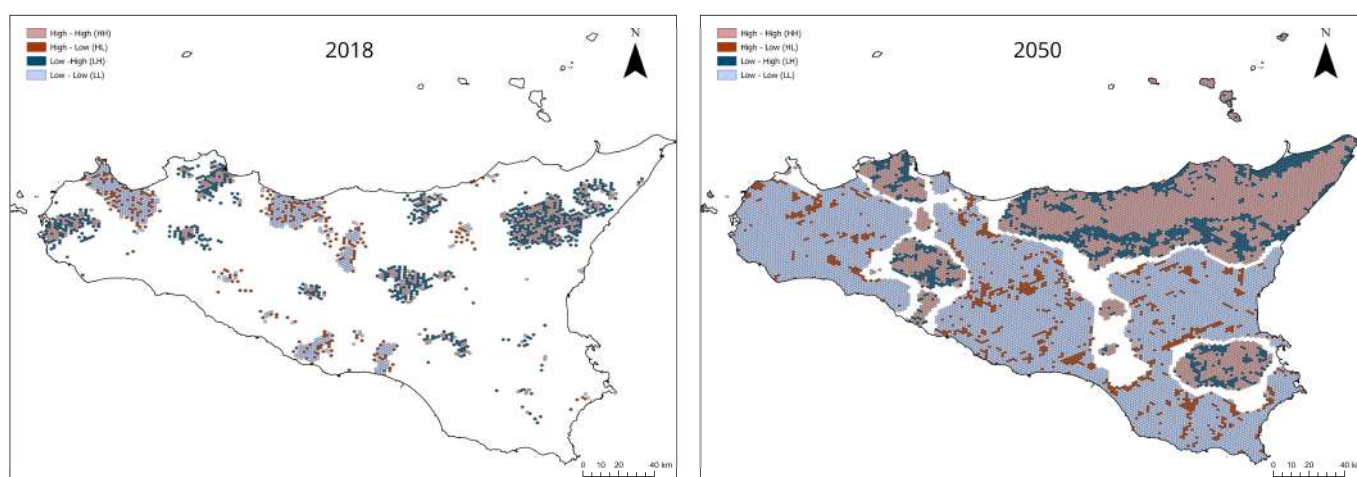 High - High (HH)
High - Low (HL)
Low -High (LH)
Low - Low (LL)
2018
N
0 10 20 40 km
High - High (HH)
High - Low (HL)
Low - High (LH)
Low - Low (LL)
2050
N
0 10 20 40 km